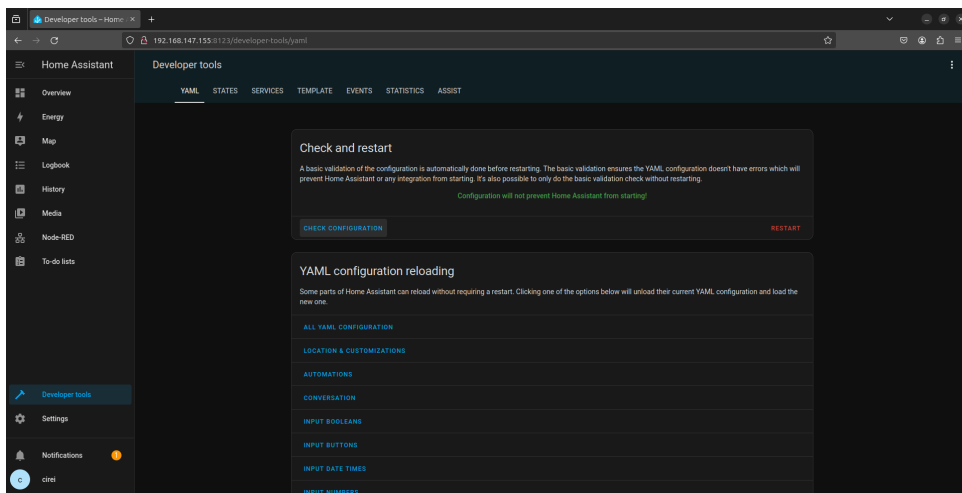 Developer tools – Home
192.168.147.155:8123/developer-tools/yaml
Home Assistant
Developer tools
Overview
Energy
Map
Logbook
History
Media
Node-RED
To-do lists
Developer tools
Settings
Notifications
1
c
cirei
YAML
STATES
SERVICES
TEMPLATE
EVENTS
STATISTICS
ASSIST
Check and restart
A basic validation of the configuration is automatically done before restarting. The basic validation ensures the YAML configuration doesn't have errors which will
prevent Home Assistant or any integration from starting. It's also possible to only do the basic validation check without restarting.
Configuration will not prevent Home Assistant from starting!
CHECK CONFIGURATION
RESTART
YAML configuration reloading
Some parts of Home Assistant can reload without requiring a restart. Clicking one of the options below will unload their current YAML configuration and load the
new one.
ALL YAML CONFIGURATION
LOCATION & CUSTOMIZATIONS
AUTOMATIONS
CONVERSATION
INPUT BOOLEANS
INPUT BUTTONS
INPUT DATE TIMES
INPUT NUMBERS